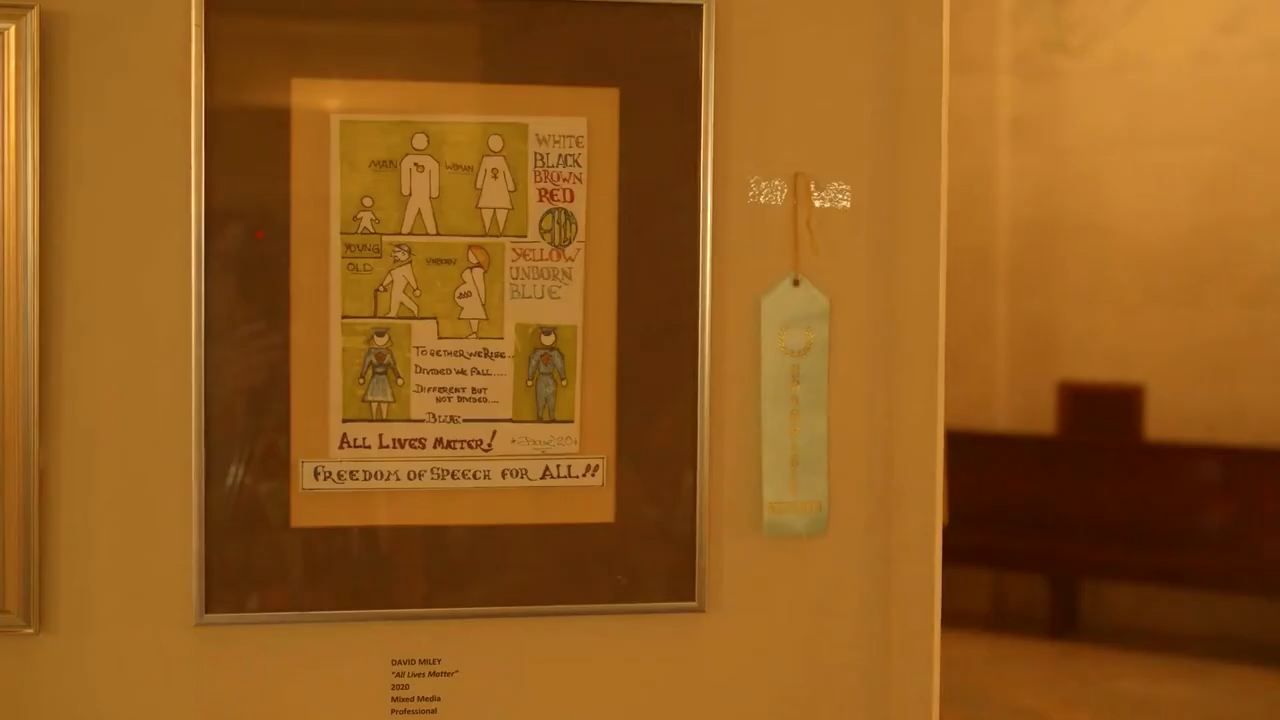 MAN
WOMAN
WHITE
BLACK
BROWN
RED
YOUNG
OLD
UNBORN
YELLOW
UNBORN
BLUE
TOGETHER WE RISE...
DIVIDED WE FALL....
DIFFERENT BUT
NOT DIVIDED....
BLUE
ALL LIVES MATTER!
FREEDOM OF SPEECH FOR ALL!!
DAVID MILEY
"All Lives Matter"
2020
Mixed Media
Professional